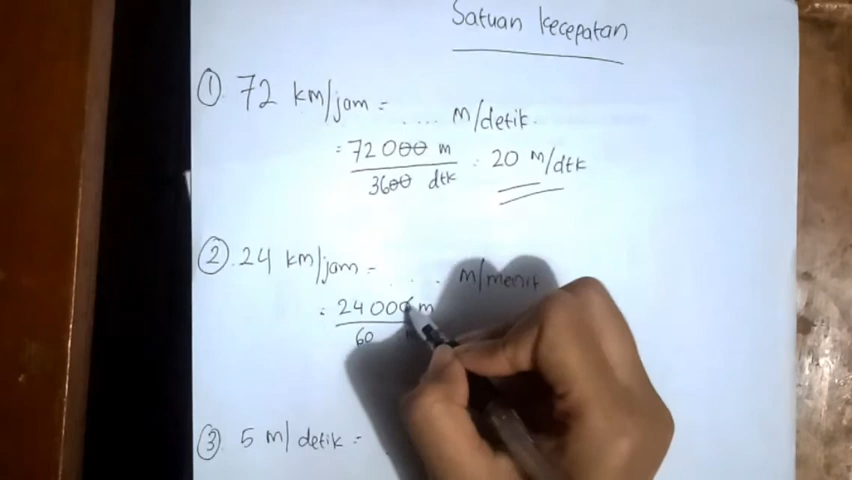 Satuan kecepatan
① 72 km/jam = .... m/detik.
= 72000 m / 3600 dtk = 20 m/dtk
② 24 km/jam = .... m/menit
= 24000 m / 60
③ 5 m/detik =